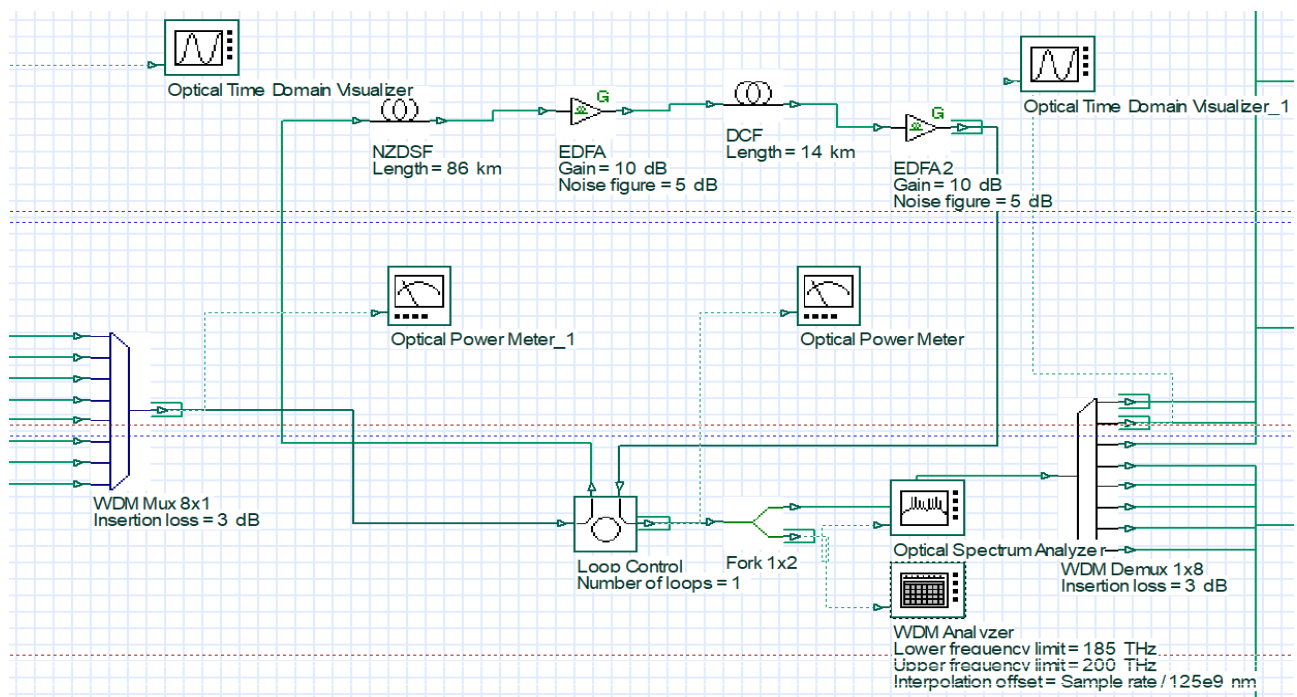 Optical Time Domain Visualizer
Optical Time Domain Visualizer_1
G
G
NZDSF
Length = 86 km
EDFA
Gain = 10 dB
Noise figure = 5 dB
DCF
Length = 14 km
EDFA2
Gain = 10 dB
Noise figure = 5 dB
Optical Power Meter_1
Optical Power Meter
WDM Mux 8x1
Insertion loss = 3 dB
Loop Control
Number of loops = 1
Fork 1x2
Optical Spectrum Analyzer
WDM Demux 1x8
Insertion loss = 3 dB
WDM Analyzer
Lower frequency limit = 185 THz
Upper frequency limit = 200 THz
Interpolation offset = Sample rate / 125e9 nm